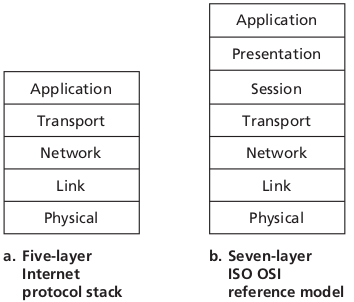 Application
Transport
Network
Link
Physical
a. Five-layer
Internet
protocol stack
Application
Presentation
Session
Transport
Network
Link
Physical
b. Seven-layer
ISO OSI
reference model